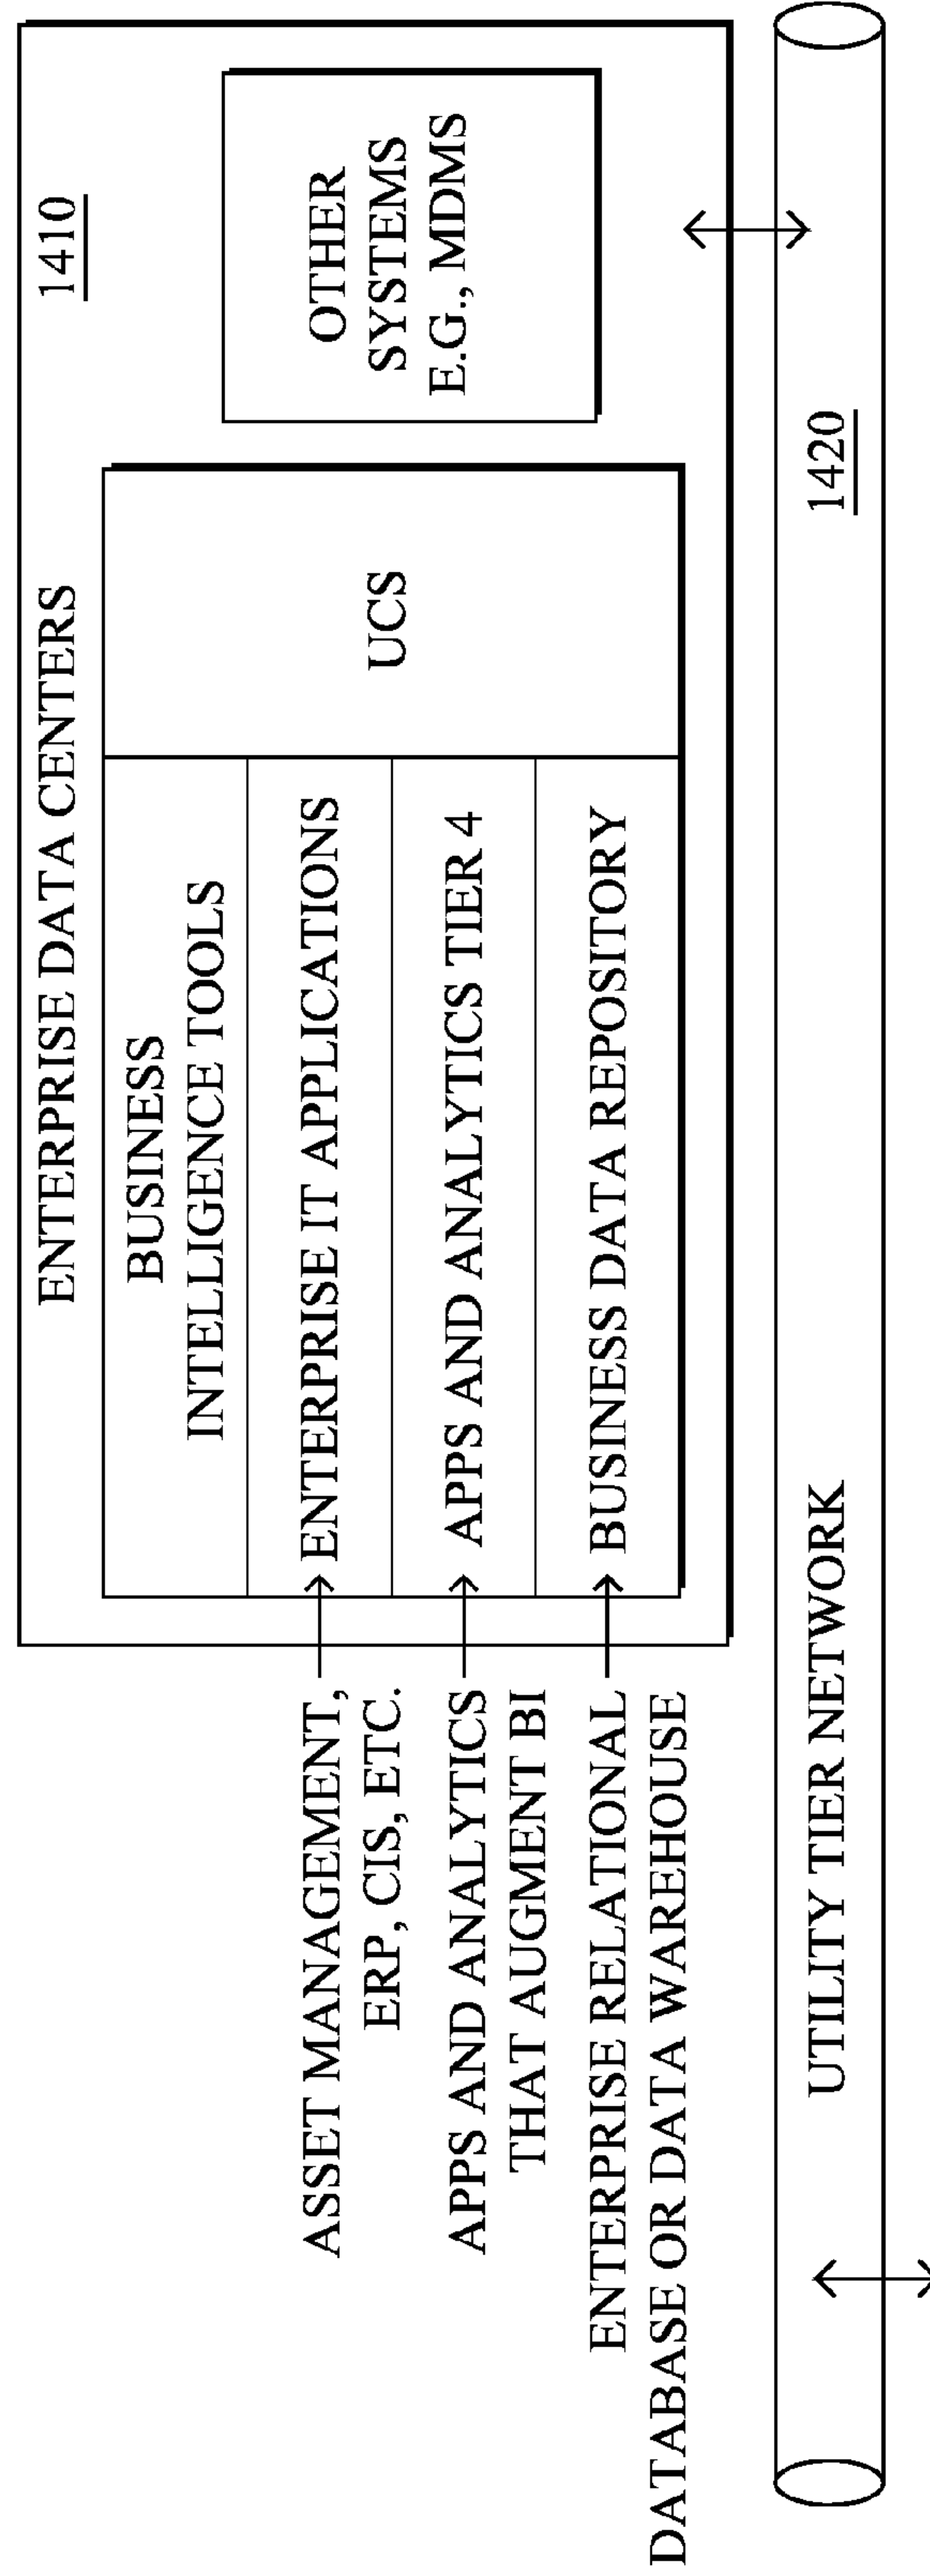 ENTERPRISE DATA CENTERS
1410
BUSINESS
INTELLIGENCE TOOLS
ASSET MANAGEMENT,
ERP, CIS, ETC.
ENTERPRISE IT APPLICATIONS
APPS AND ANALYTICS
THAT AUGMENT BI
APPS AND ANALYTICS TIER 4
ENTERPRISE RELATIONAL
DATABASE OR DATA WAREHOUSE
BUSINESS DATA REPOSITORY
UCS
OTHER
SYSTEMS
E.G., MDMS
UTILITY TIER NETWORK
1420